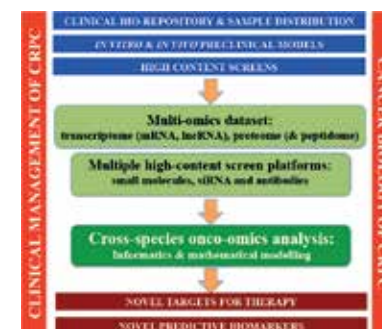 CLINICAL BIO-REPOSITORY & SAMPLE DISTRIBUTION
IN VITRO & IN VIVO PRECLINICAL MODELS
HIGH CONTENT SCREENS
CLINICAL MANAGEMENT OF CRPC
Multi-omics dataset:
transcriptome (mRNA, lncRNA), proteome (& peptidome)
Multiple high-content screen platforms:
small molecules, siRNA and antibodies
Cross-species onco-omics analysis:
Informatics & mathematical modelling
NOVEL TARGETS FOR THERAPY
NOVEL PREDICTIVE BIOMARKERS